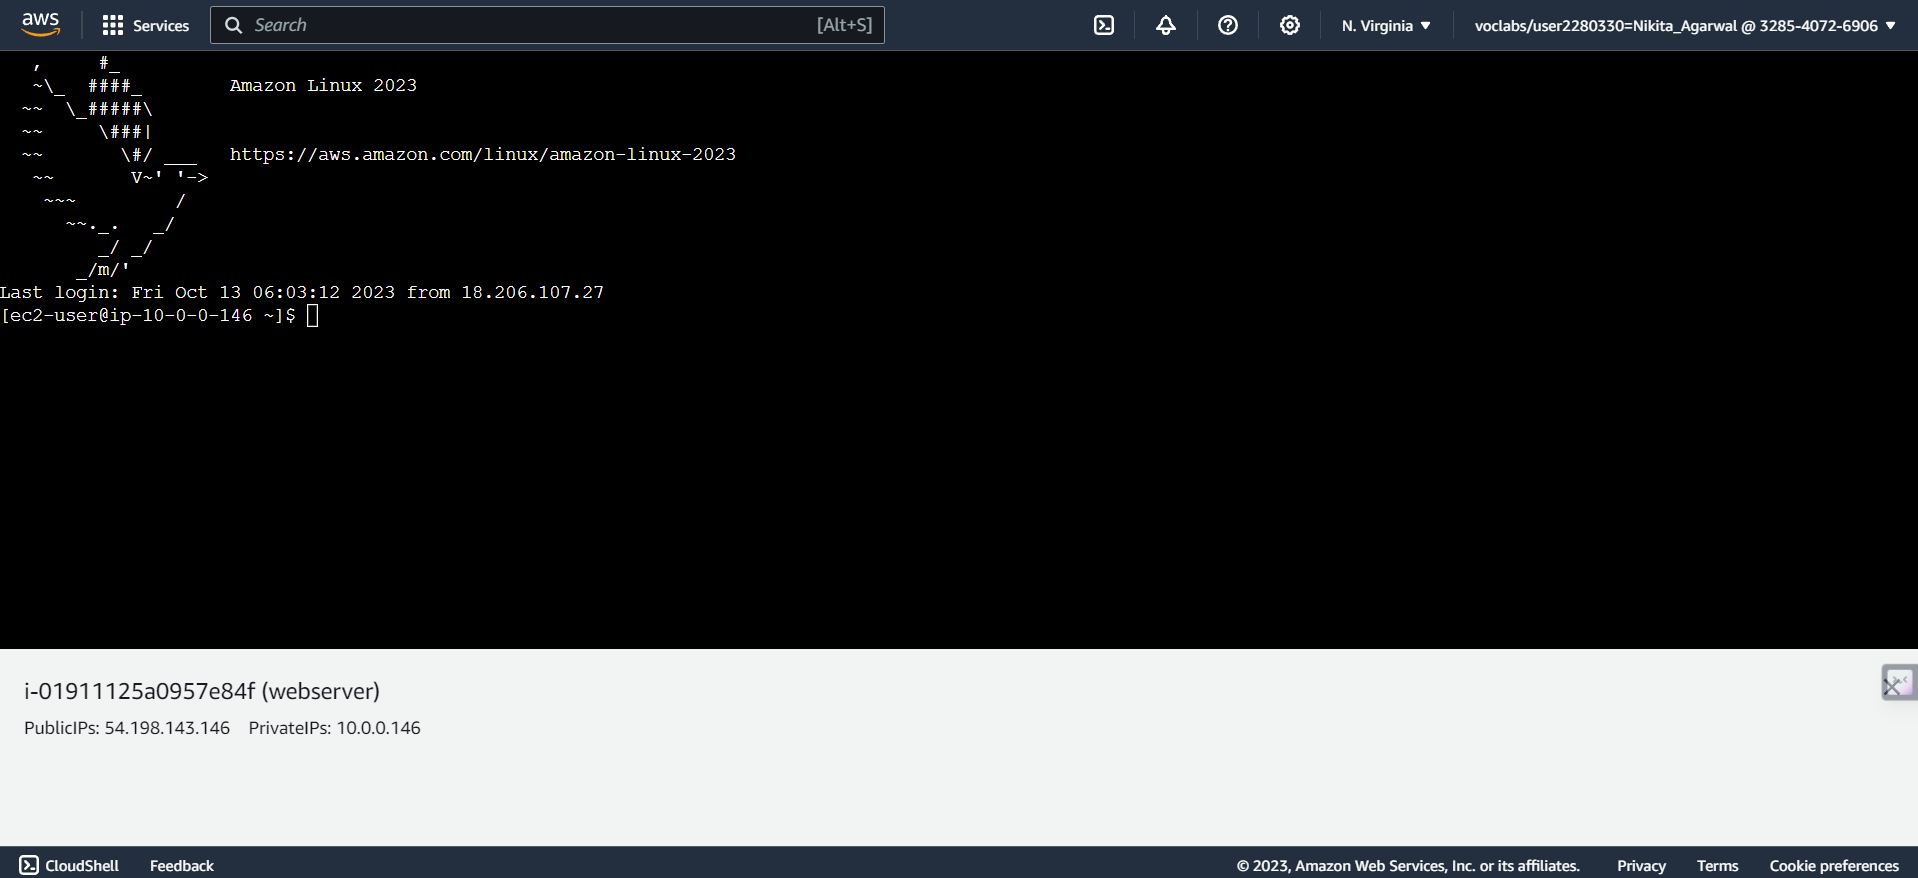 aws Services Search [Alt+S] N. Virginia voclabs/user2280330=Nikita_Agarwal @ 3285-4072-6906
   ,     #_
   ~\_  ####_        Amazon Linux 2023
  ~~  \_#####\
  ~~     \###|
  ~~       \#/ ___   https://aws.amazon.com/linux/amazon-linux-2023
   ~~       V~' '->
    ~~~         /
      ~~._.   _/
         _/ _/
       _/m/'
Last login: Fri Oct 13 06:03:12 2023 from 18.206.107.27
[ec2-user@ip-10-0-0-146 ~]$
i-01911125a0957e84f (webserver)
PublicIPs: 54.198.143.146 PrivateIPs: 10.0.0.146
CloudShell Feedback © 2023, Amazon Web Services, Inc. or its affiliates. Privacy Terms Cookie preferences